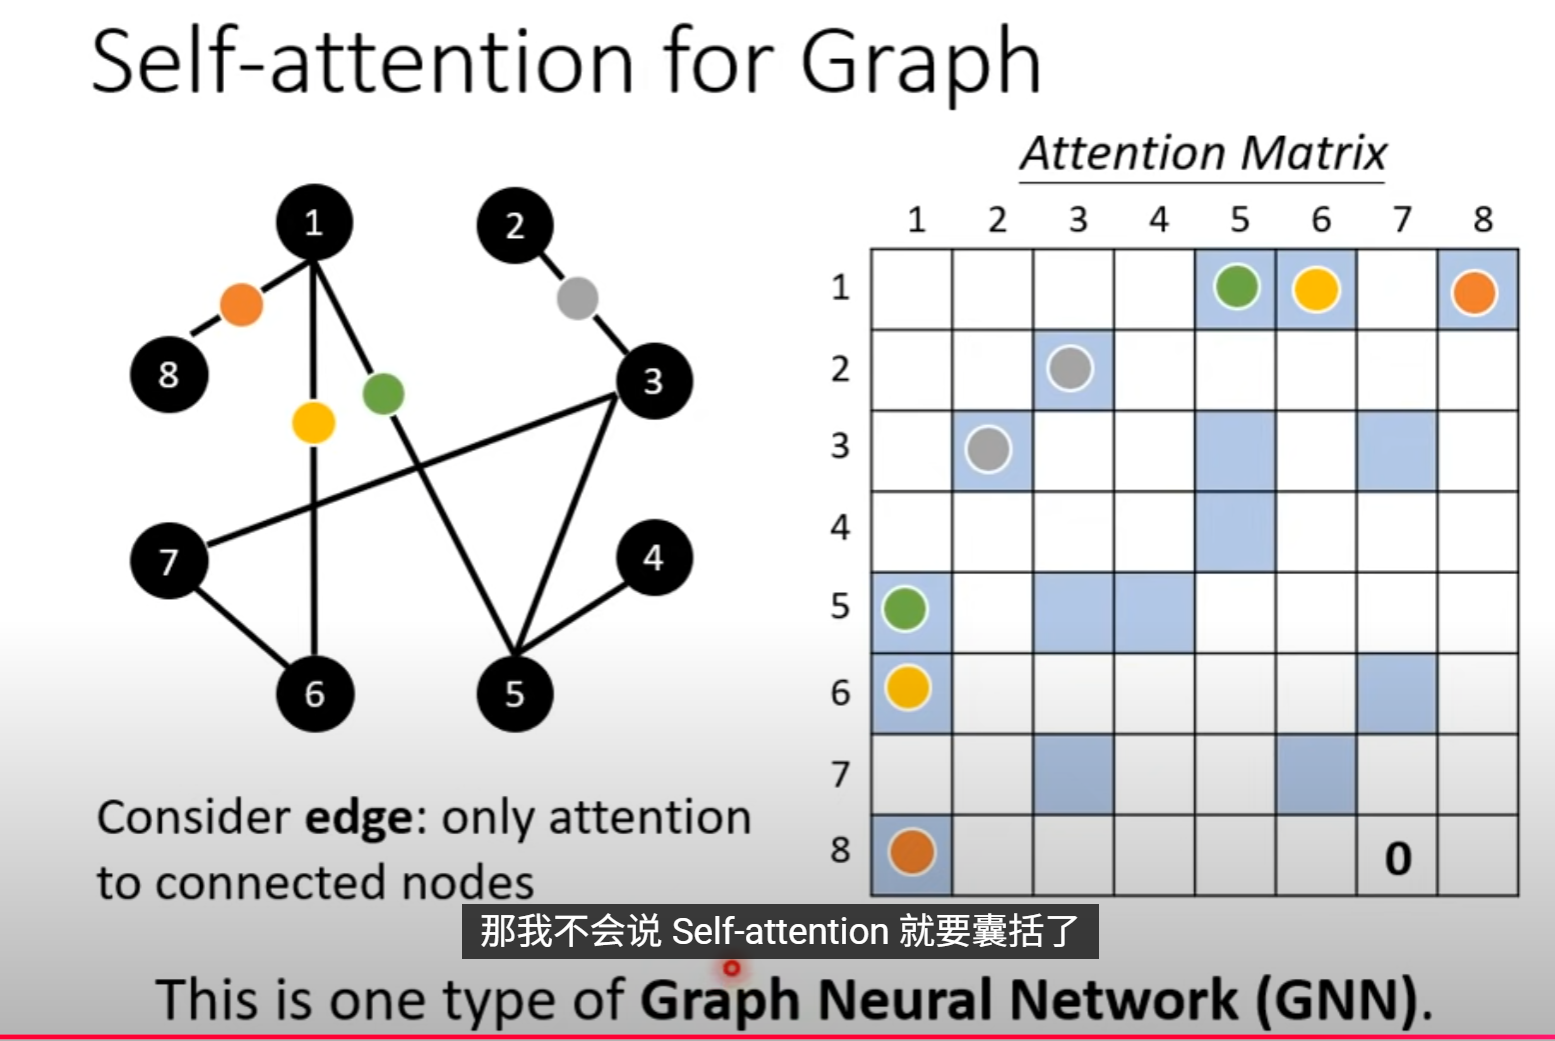 Self-attention for Graph
Attention Matrix
1 2 3 4 5 6 7 8
1
2
3
4
5
6
7
8 0
1
2
8
3
7
4
6
5
Consider edge: only attention
to connected nodes
那我不会说 Self-attention 就要囊括了
This is one type of Graph Neural Network (GNN).